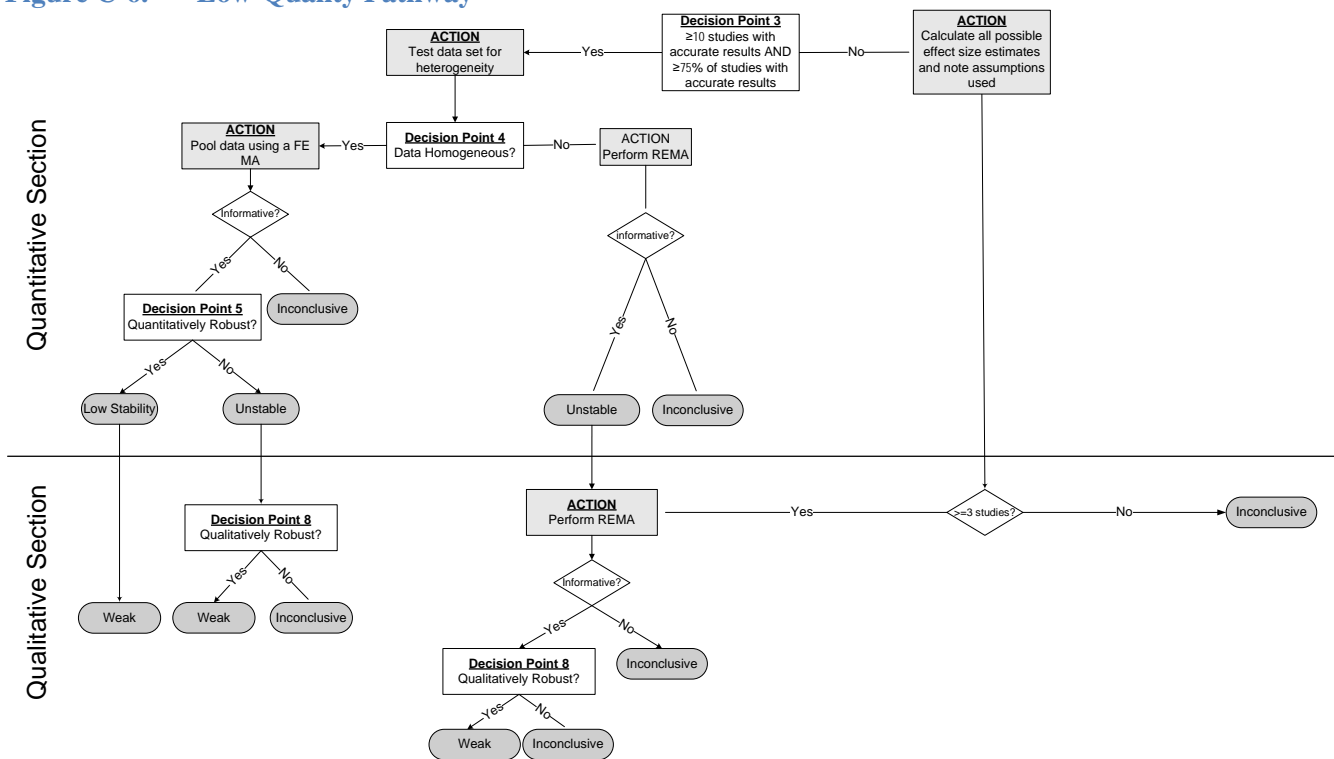 Figure C-6. Low Quality Pathway
ACTION
Test data set for
heterogeneity
Yes
Decision Point 3
≥10 studies with
accurate results AND
≥75% of studies with
accurate results
No
ACTION
Calculate all possible
effect size estimates
and note assumptions
used
Quantitative Section
ACTION
Pool data using a FE
MA
Yes
Decision Point 4
Data Homogeneous?
No
ACTION
Perform REMA
Informative?
Yes
No
informative?
Yes
No
Decision Point 5
Quantitatively Robust?
Inconclusive
Yes
No
Low Stability
Unstable
Unstable
Inconclusive
Qualitative Section
Decision Point 8
Qualitatively Robust?
Yes
No
Weak
Weak
Inconclusive
ACTION
Perform REMA
Yes
>=3 studies?
No
Inconclusive
Informative?
Yes
No
Decision Point 8
Qualitatively Robust?
Inconclusive
Yes
No
Weak
Inconclusive